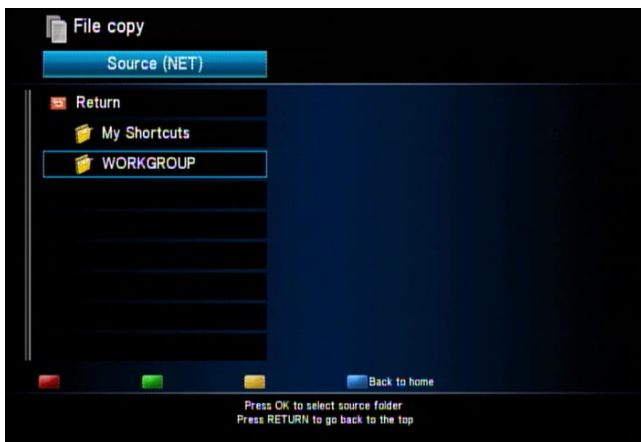 File copy
Source (NET)
Return
My Shortcuts
WORKGROUP
Back to home
Press OK to select source folder
Press RETURN to go back to the top